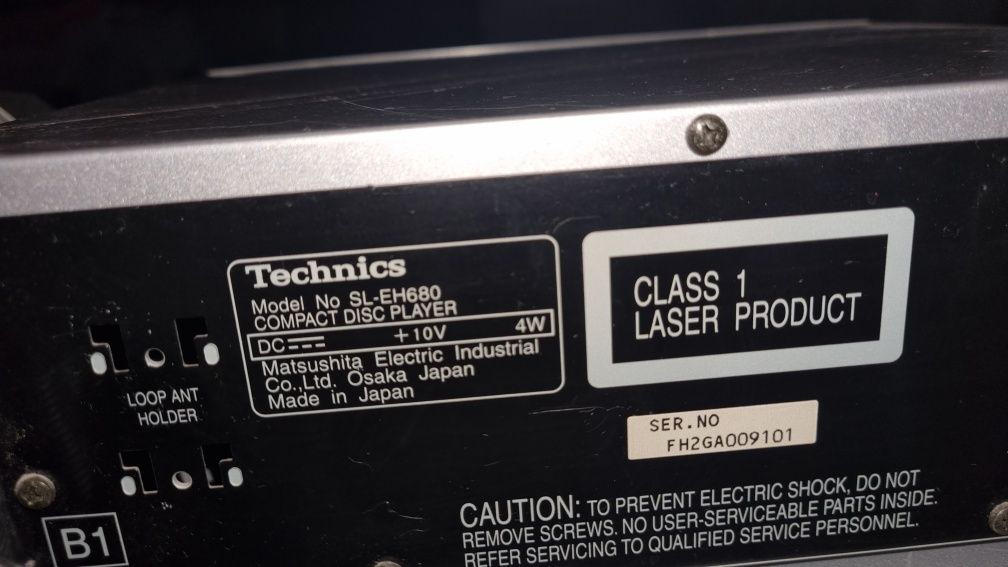 Technics
Model No SL-EH680
COMPACT DISC PLAYER
DC +10V 4W
Matsushita Electric Industrial
Co.,Ltd. Osaka Japan
Made in Japan
CLASS 1
LASER PRODUCT
LOOP ANT
HOLDER
SER.NO
FH2GA009101
B1
CAUTION: TO PREVENT ELECTRIC SHOCK, DO NOT
REMOVE SCREWS. NO USER-SERVICEABLE PARTS INSIDE.
REFER SERVICING TO QUALIFIED SERVICE PERSONNEL.